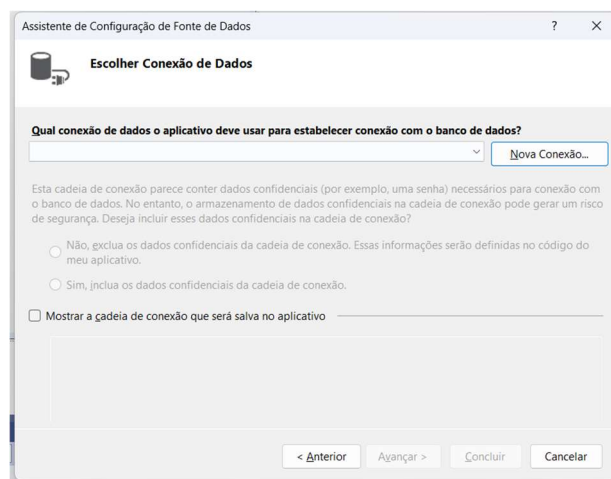 Assistente de Configuração de Fonte de Dados
Escolher Conexão de Dados
Qual conexão de dados o aplicativo deve usar para estabelecer conexão com o banco de dados?
Nova Conexão...
Esta cadeia de conexão parece conter dados confidenciais (por exemplo, uma senha) necessários para conexão com
o banco de dados. No entanto, o armazenamento de dados confidenciais na cadeia de conexão pode gerar um risco
de segurança. Deseja incluir esses dados confidenciais na cadeia de conexão?
Não, exclua os dados confidenciais da cadeia de conexão. Essas informações serão definidas no código do
meu aplicativo.
Sim, inclua os dados confidenciais da cadeia de conexão.
Mostrar a cadeia de conexão que será salva no aplicativo
< Anterior
Avançar >
Concluir
Cancelar